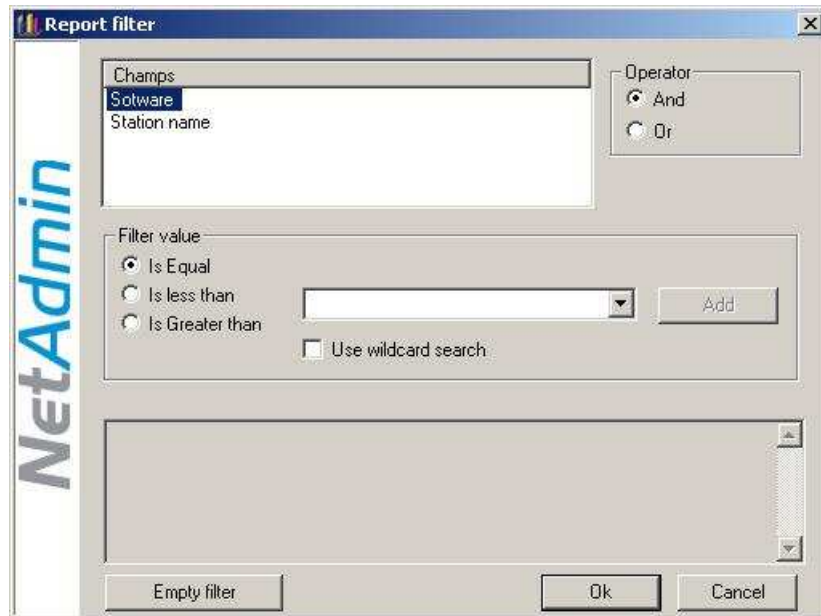 Report filter
NetAdmin
Champs
Sotware
Station name
Operator
And
Or
Filter value
Is Equal
Is less than
Is Greater than
Add
Use wildcard search
Empty filter
Ok
Cancel